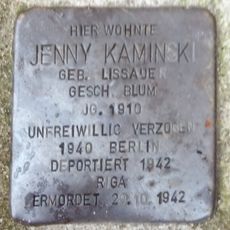 HIER WOHNTE
JENNY KAMINSKI
GEB. LISSAUER
GESCH. BLUM
JG. 1910
UNFREIWILLIG VERZOGEN
1940 BERLIN
DEPORTIERT 1942
RIGA
ERMORDET 22.10.1942